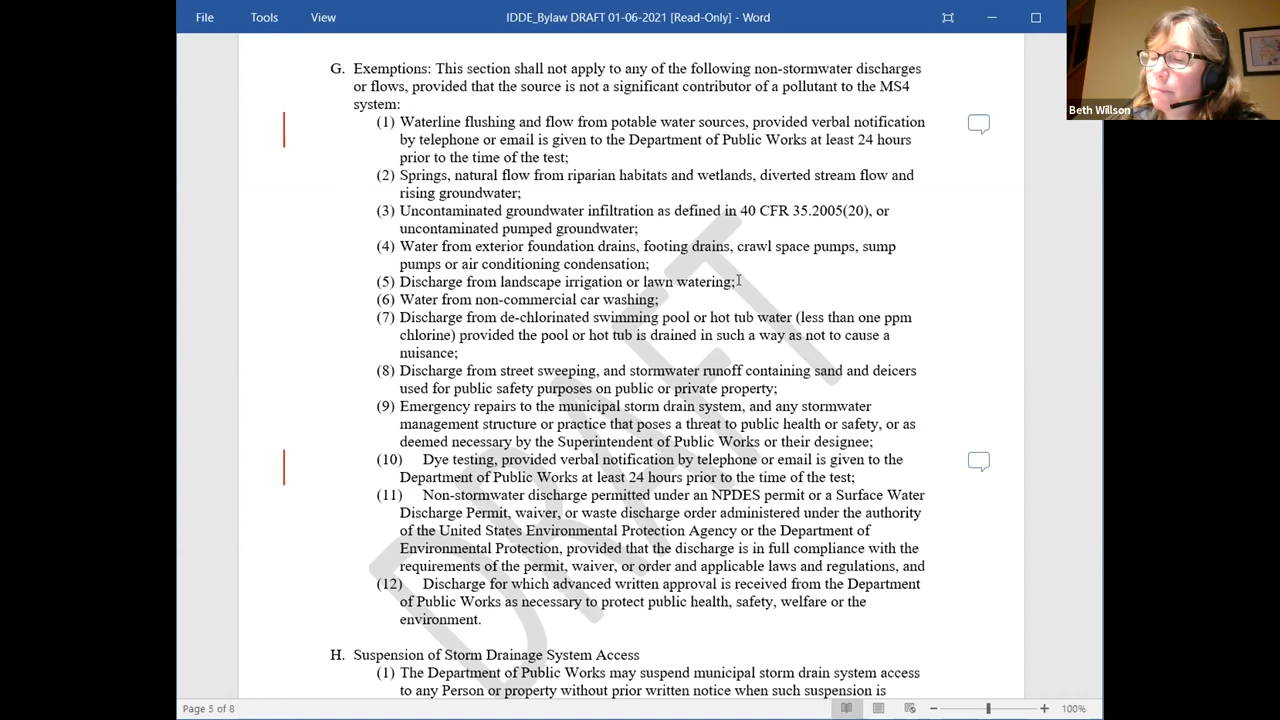 File Tools View IDDE_Bylaw DRAFT 01-06-2021 [Read-Only] - Word
Beth Willson
G. Exemptions: This section shall not apply to any of the following non-stormwater discharges
or flows, provided that the source is not a significant contributor of a pollutant to the MS4
system:
(1) Waterline flushing and flow from potable water sources, provided verbal notification
by telephone or email is given to the Department of Public Works at least 24 hours
prior to the time of the test;
(2) Springs, natural flow from riparian habitats and wetlands, diverted stream flow and
rising groundwater;
(3) Uncontaminated groundwater infiltration as defined in 40 CFR 35.2005(20), or
uncontaminated pumped groundwater;
(4) Water from exterior foundation drains, footing drains, crawl space pumps, sump
pumps or air conditioning condensation;
(5) Discharge from landscape irrigation or lawn watering;
(6) Water from non-commercial car washing;
(7) Discharge from de-chlorinated swimming pool or hot tub water (less than one ppm
chlorine) provided the pool or hot tub is drained in such a way as not to cause a
nuisance;
(8) Discharge from street sweeping, and stormwater runoff containing sand and deicers
used for public safety purposes on public or private property;
(9) Emergency repairs to the municipal storm drain system, and any stormwater
management structure or practice that poses a threat to public health or safety, or as
deemed necessary by the Superintendent of Public Works or their designee;
(10) Dye testing, provided verbal notification by telephone or email is given to the
Department of Public Works at least 24 hours prior to the time of the test;
(11) Non-stormwater discharge permitted under an NPDES permit or a Surface Water
Discharge Permit, waiver, or waste discharge order administered under the authority
of the United States Environmental Protection Agency or the Department of
Environmental Protection, provided that the discharge is in full compliance with the
requirements of the permit, waiver, or order and applicable laws and regulations, and
(12) Discharge for which advanced written approval is received from the Department
of Public Works as necessary to protect public health, safety, welfare or the
environment.
DRAFT
H. Suspension of Storm Drainage System Access
(1) The Department of Public Works may suspend municipal storm drain system access
to any Person or property without prior written notice when such suspension is
Page 5 of 8 100%